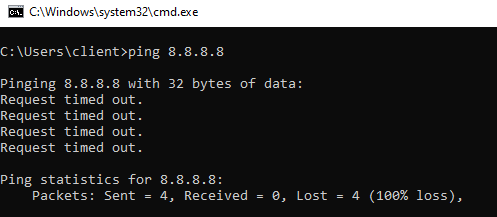 C:\Windows\system32\cmd.exe
C:\Users\client>ping 8.8.8.8
Pinging 8.8.8.8 with 32 bytes of data:
Request timed out.
Request timed out.
Request timed out.
Request timed out.
Ping statistics for 8.8.8.8:
    Packets: Sent = 4, Received = 0, Lost = 4 (100% loss),